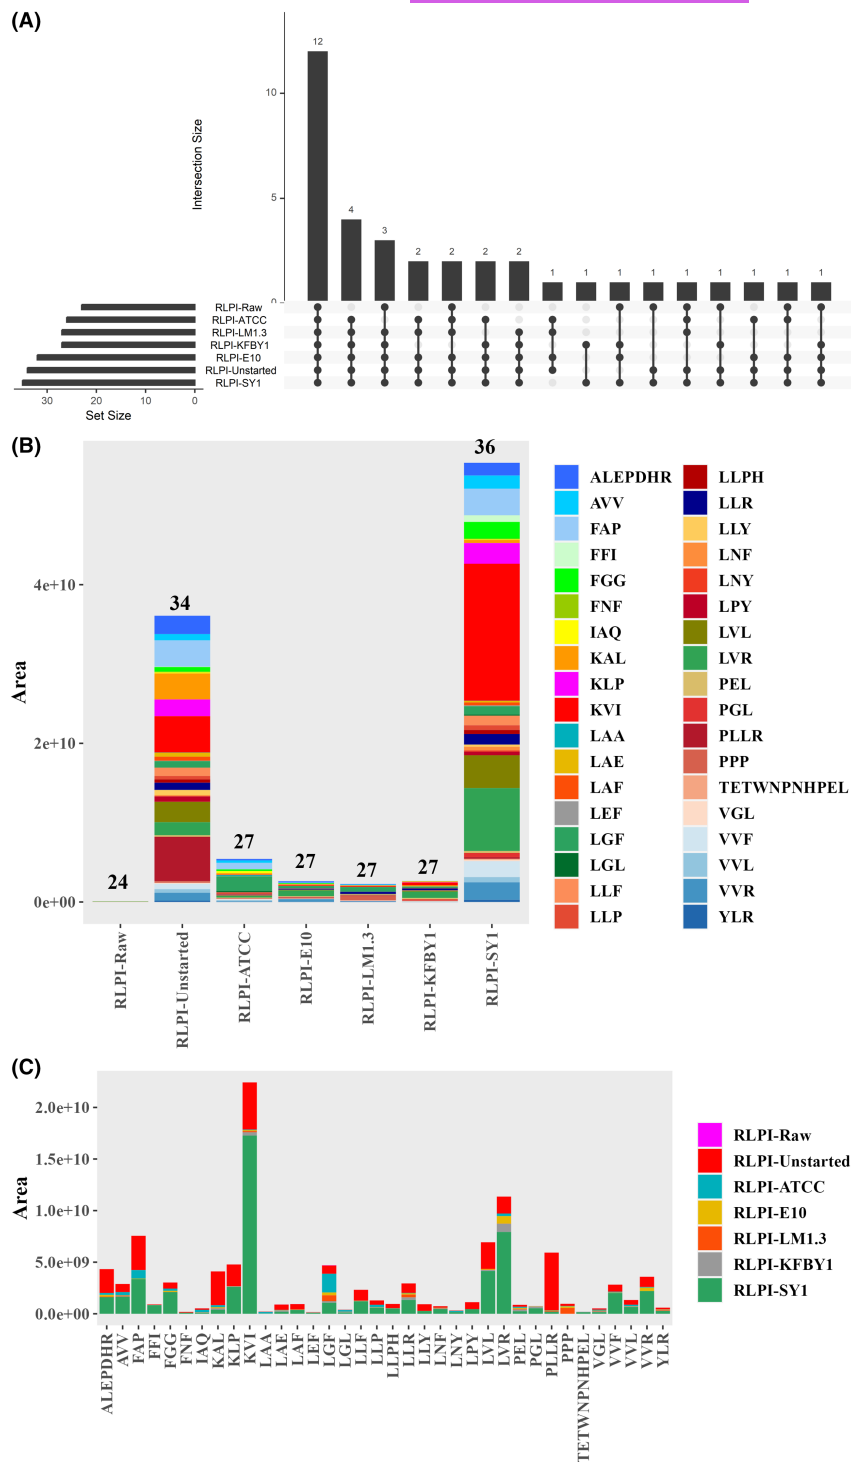 (A)
Intersection Size
10
5
0
12
4
3
2
2
2
2
1
1
1
1
1
1
1
1
1
RLPI-Raw
RLPI-ATCC
RLPI-LM1.3
RLPI-KFBY1
RLPI-E10
RLPI-Unstarted
RLPI-SY1
30 20 10 0
Set Size
(B)
Area
4e+10
2e+10
0e+00
24
34
27
27
27
27
36
RLPI-Raw
RLPI-Unstarted
RLPI-ATCC
RLPI-E10
RLPI-LM1.3
RLPI-KFBY1
RLPI-SY1
ALEPDHR
AVV
FAP
FFI
FGG
FNF
IAQ
KAL
KLP
KVI
LAA
LAE
LAF
LEF
LGF
LGL
LLF
LLP
LLPH
LLR
LLY
LNF
LNY
LPY
LVL
LVR
PEL
PGL
PLLR
PPP
TETWNPNHPEL
VGL
VVF
VVL
VVR
YLR
(C)
Area
2.0e+10
1.5e+10
1.0e+10
5.0e+09
0.0e+00
ALEPDHR
AVV
FAP
FFI
FGG
FNF
IAQ
KAL
KLP
KVI
LAA
LAE
LAF
LEF
LGF
LGL
LLF
LLP
LLPH
LLR
LLY
LNF
LNY
LPY
LVL
LVR
PEL
PGL
PLLR
PPP
TETWNPNHPEL
VGL
VVF
VVL
VVR
YLR
RLPI-Raw
RLPI-Unstarted
RLPI-ATCC
RLPI-E10
RLPI-LM1.3
RLPI-KFBY1
RLPI-SY1